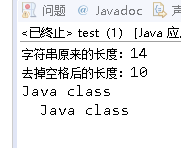 问题 @ Javadoc 声
<已终止> test (1) [Java 应
字符串原来的长度：14
去掉空格后的长度：10
Java class
  Java class